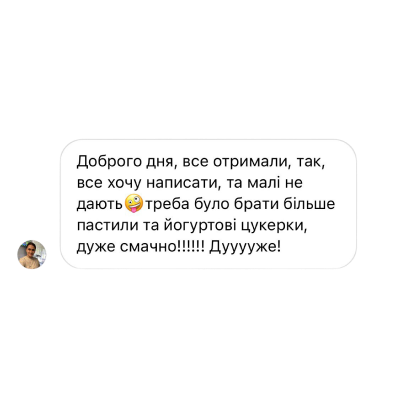 Доброго дня, все отримали, так,
все хочу написати, та малі не
дають🤪треба було брати більше
пастили та йогуртові цукерки,
дуже смачно!!!!!! Дууууже!